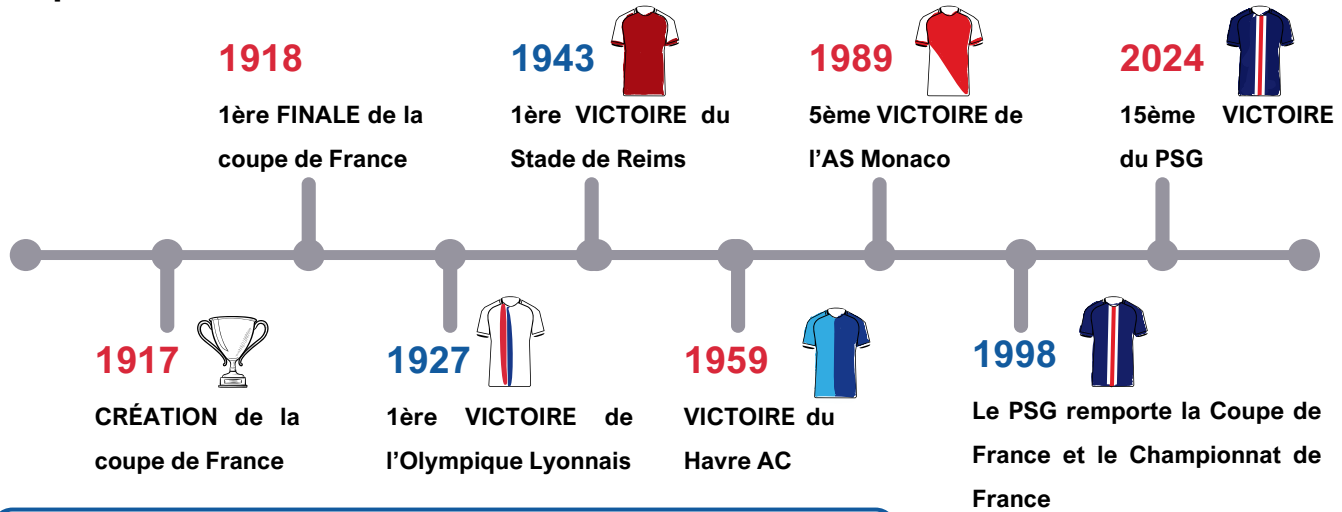 1918
1ère FINALE de la
coupe de France
1943
1ère VICTOIRE du
Stade de Reims
1989
5ème VICTOIRE de
l’AS Monaco
2024
15ème VICTOIRE
du PSG
1917
CRÉATION de la
coupe de France
1927
1ère VICTOIRE de
l’Olympique Lyonnais
1959
VICTOIRE du
Havre AC
1998
Le PSG remporte la Coupe de
France et le Championnat de
France